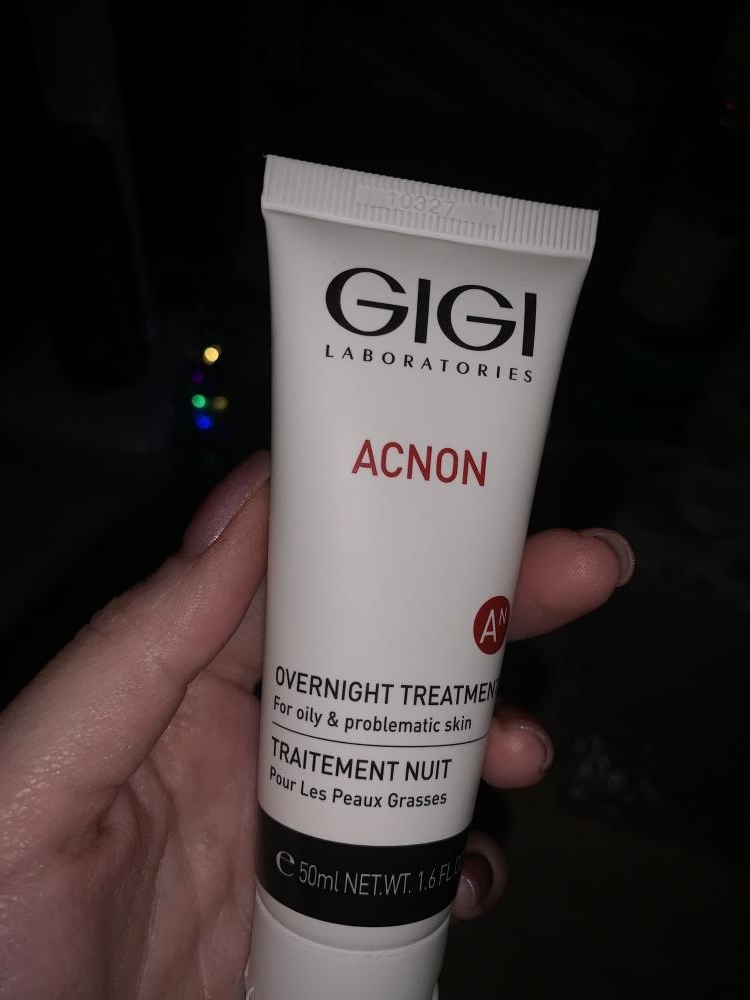 10327
GIGI
LABORATORIES
ACNON
AN
OVERNIGHT TREATMENT
For oily & problematic skin
TRAITEMENT NUIT
Pour Les Peaux Grasses
e 50ml NET.WT. 1.6 FL.